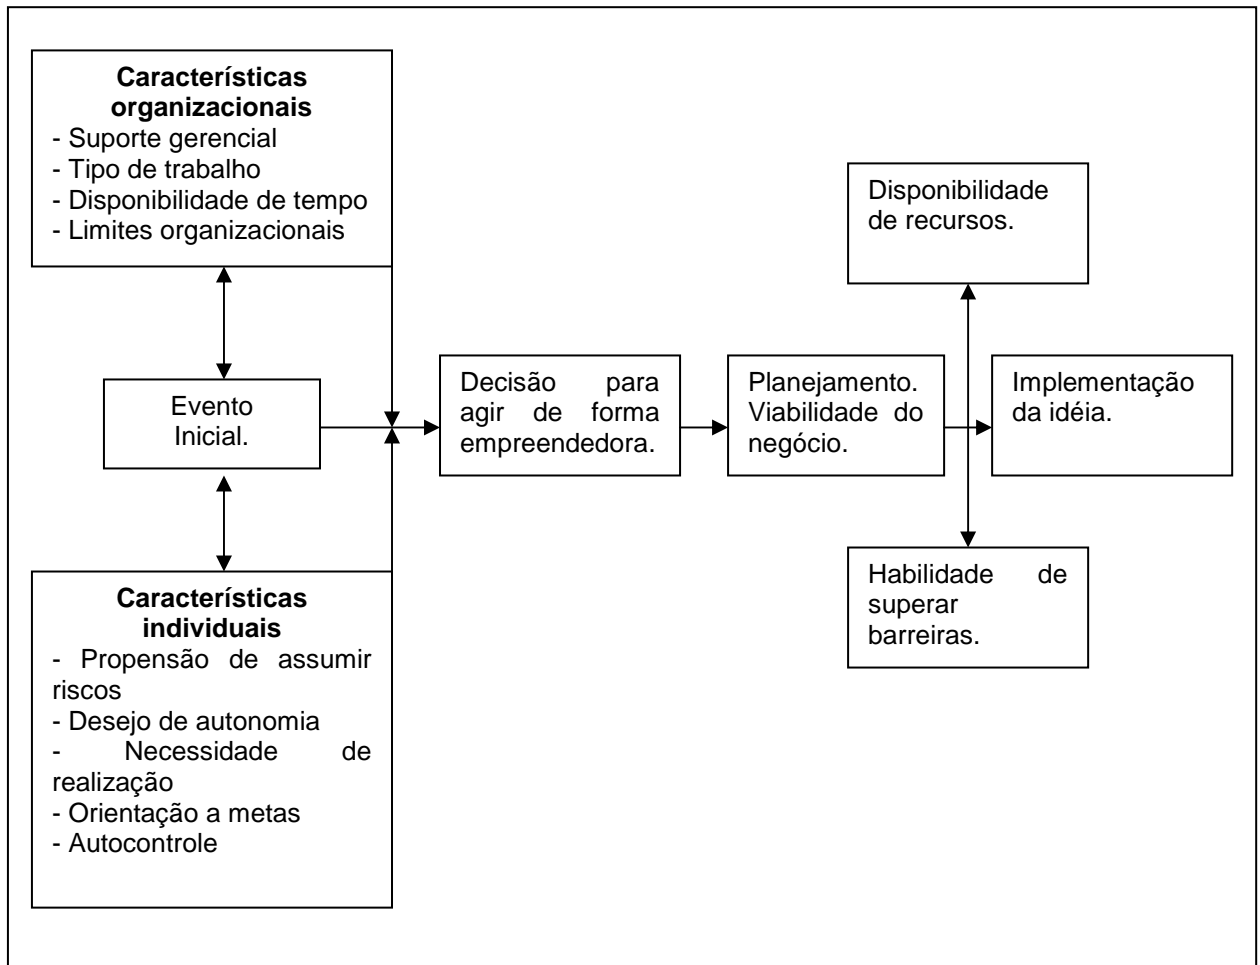 Características
organizacionais
- Suporte gerencial
- Tipo de trabalho
- Disponibilidade de tempo
- Limites organizacionais
Evento
Inicial.
Características
individuais
- Propensão de assumir
riscos
- Desejo de autonomia
- Necessidade de
realização
- Orientação a metas
- Autocontrole
Decisão para
agir de forma
empreendedora.
Planejamento.
Viabilidade do
negócio.
Disponibilidade
de recursos.
Implementação
da idéia.
Habilidade de
superar
barreiras.